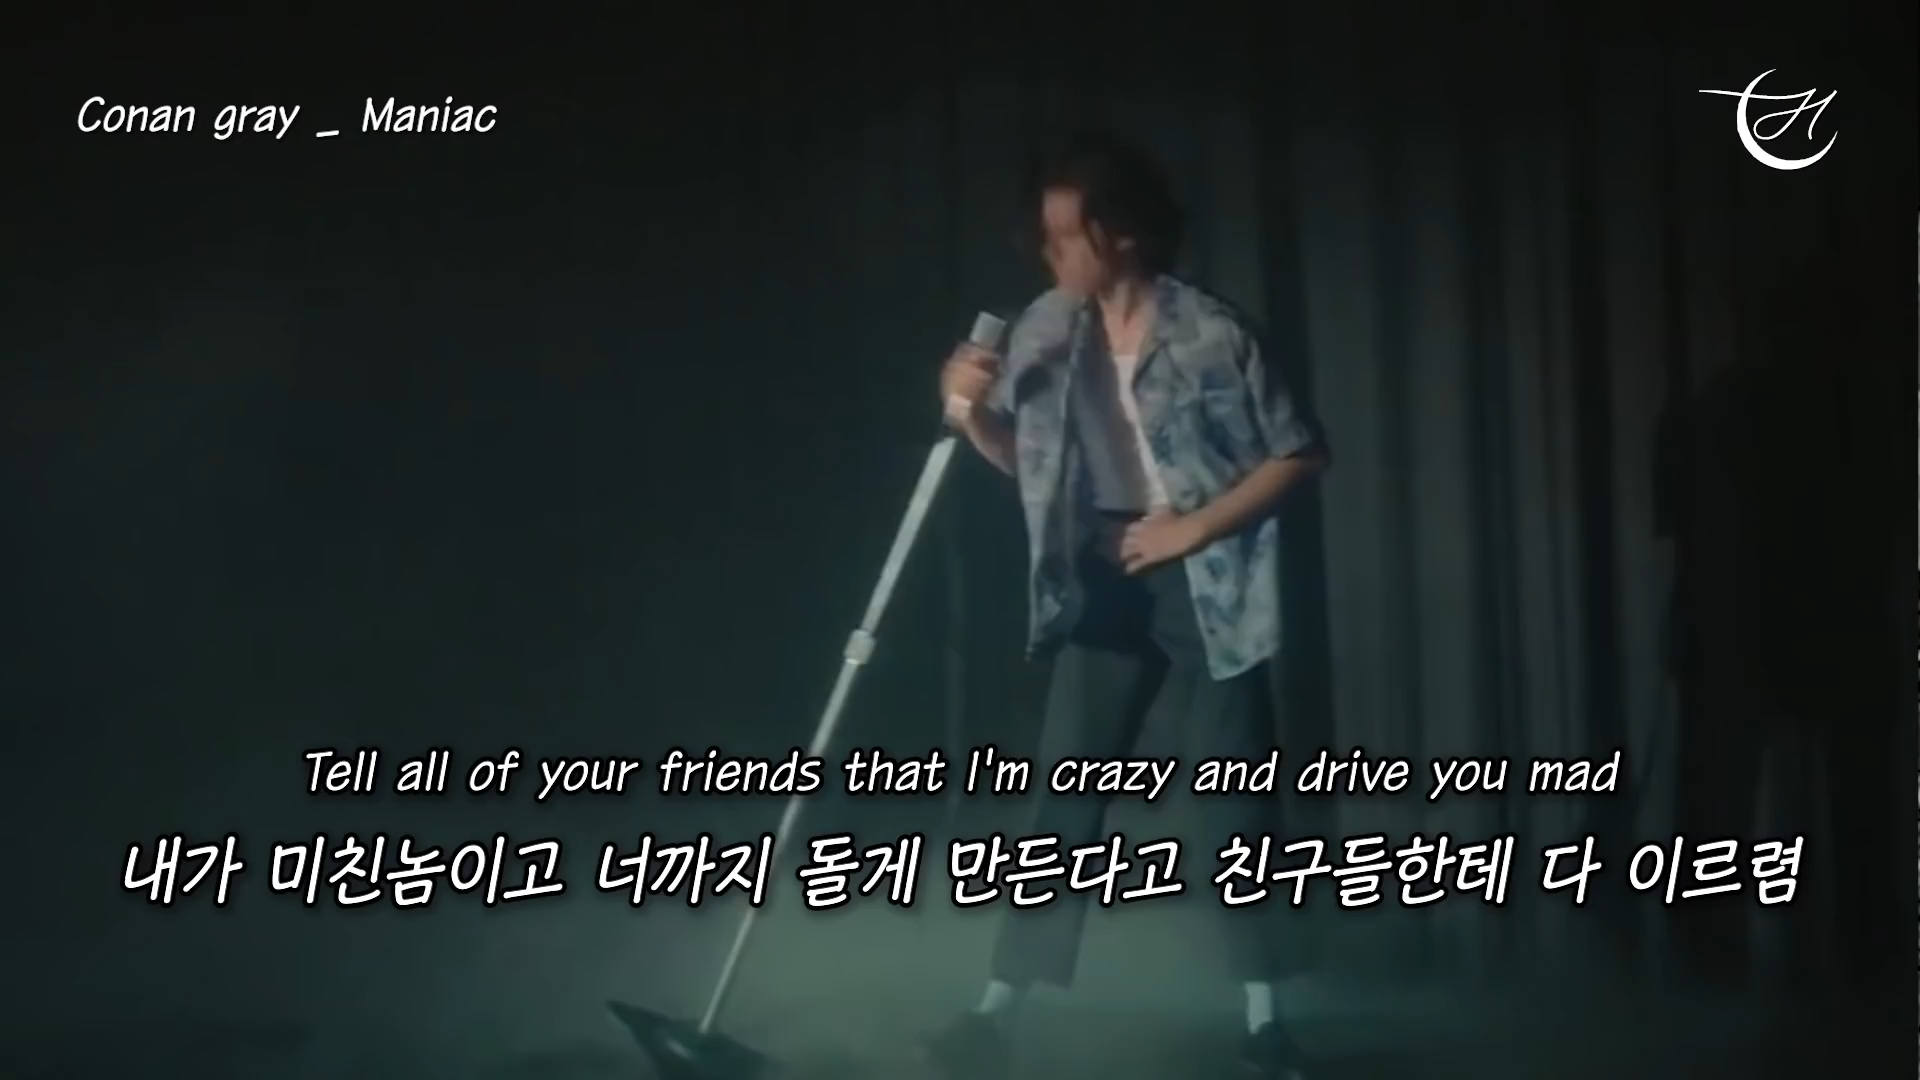 Conan gray _ Maniac
Tell all of your friends that I'm crazy and drive you mad
내가 미친놈이고 너까지 돌게 만든다고 친구들한테 다 이르렴